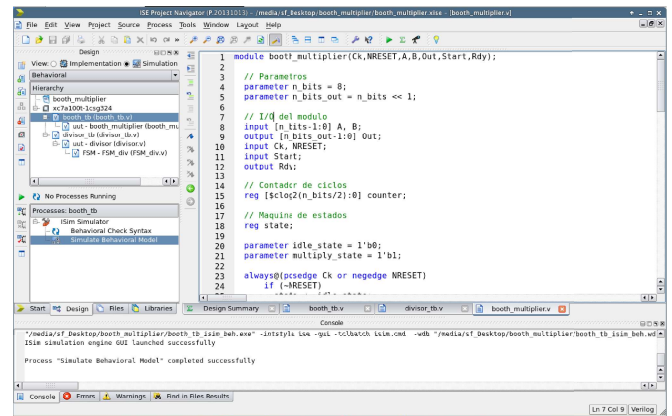 ISE Project Navigator (P.20131013) - /media/sf_Desktop/booth_multiplier/booth_multiplier.xise - [booth_multiplier.v]
File Edit View Project Source Process Tools Window Layout Help
Design
View: Implementation Simulation
Behavioral
Hierarchy
booth_multiplier
xc7a100t-1csg324
booth_tb (booth_tb.v)
uut - booth_multiplier (booth_mu
divisor_tb (divisor_tb.v)
uut - divisor (divisor.v)
FSM - FSM_div (FSM_div.v)
No Processes Running
Processes: booth_tb
ISim Simulator
Behavioral Check Syntax
Simulate Behavioral Model
Start Design Files Libraries
1 module booth_multiplier(Ck,NRESET,A,B,Out,Start,Rdy);
2
3 // Parametros
4 parameter n_bits = 8;
5 parameter n_bits_out = n_bits << 1;
6
7 // I/O del modulo
8 input [n_bits-1:0] A, B;
9 output [n_bits_out-1:0] Out;
10 input Ck, NRESET;
11 input Start;
12 output Rdy;
13
14 // Contador de ciclos
15 reg [$clog2(n_bits/2):0] counter;
16
17 // Maquina de estados
18 reg state;
19
20 parameter idle_state = 1'b0;
21 parameter multiply_state = 1'b1;
22
23 always@(posedge Ck or negedge NRESET)
24 if (~NRESET)
Design Summary booth_tb.v divisor_tb.v booth_multiplier.v
Console
"/media/sf_Desktop/booth_multiplier/booth_tb_isim_beh.exe" -intstyle ise -gui -tclbatch isim.cmd -wdb "/media/sf_Desktop/booth_multiplier/booth_tb_isim_beh.wd
ISim simulation engine GUI launched successfully
Process "Simulate Behavioral Model" completed successfully
Console Errors Warnings Find in Files Results
Ln 7 Col 9 Verilog